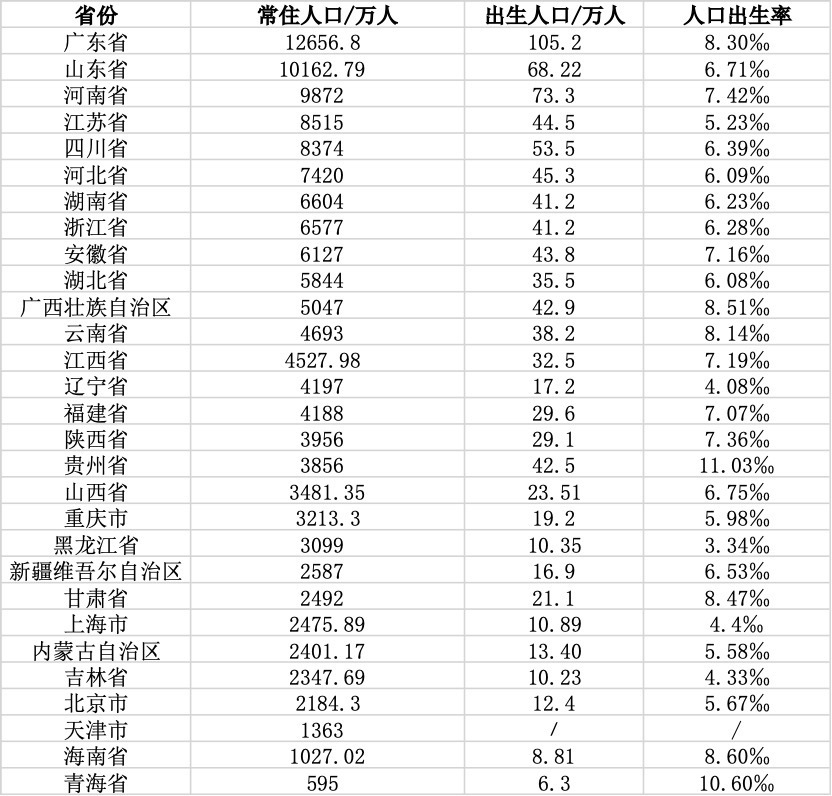 省份 常住人口/万人 出生人口/万人 人口出生率
广东省 12656.8 105.2 8.30‰
山东省 10162.79 68.22 6.71‰
河南省 9872 73.3 7.42‰
江苏省 8515 44.5 5.23‰
四川省 8374 53.5 6.39‰
河北省 7420 45.3 6.09‰
湖南省 6604 41.2 6.23‰
浙江省 6577 41.2 6.28‰
安徽省 6127 43.8 7.16‰
湖北省 5844 35.5 6.08‰
广西壮族自治区 5047 42.9 8.51‰
云南省 4693 38.2 8.14‰
江西省 4527.98 32.5 7.19‰
辽宁省 4197 17.2 4.08‰
福建省 4188 29.6 7.07‰
陕西省 3956 29.1 7.36‰
贵州省 3856 42.5 11.03‰
山西省 3481.35 23.51 6.75‰
重庆市 3213.3 19.2 5.98‰
黑龙江省 3099 10.35 3.34‰
新疆维吾尔自治区 2587 16.9 6.53‰
甘肃省 2492 21.1 8.47‰
上海市 2475.89 10.89 4.4‰
内蒙古自治区 2401.17 13.40 5.58‰
吉林省 2347.69 10.23 4.33‰
北京市 2184.3 12.4 5.67‰
天津市 1363 / /
海南省 1027.02 8.81 8.60‰
青海省 595 6.3 10.60‰